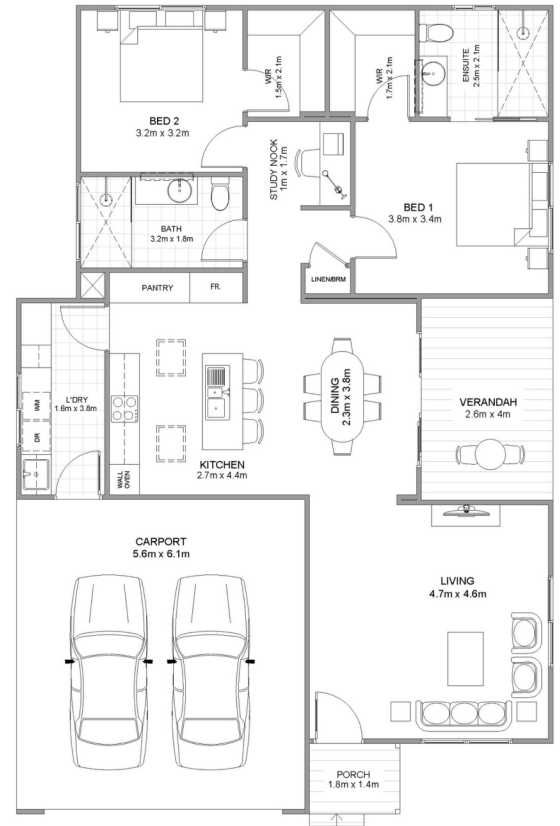 BED 2
3.2m x 3.2m
WIR
1.5m x 2.1m
WIR
1.7m x 2.1m
ENSUITE
2.5m x 2.1m
STUDY NOOK
1m x 1.7m
BED 1
3.8m x 3.4m
BATH
3.2m x 1.8m
LINEN/BRM
PANTRY
FR.
L'DRY
1.6m x 3.8m
WM
DR
WALL
OVEN
KITCHEN
2.7m x 4.4m
DINING
2.3m x 3.8m
VERANDAH
2.6m x 4m
CARPORT
5.6m x 6.1m
LIVING
4.7m x 4.6m
PORCH
1.8m x 1.4m